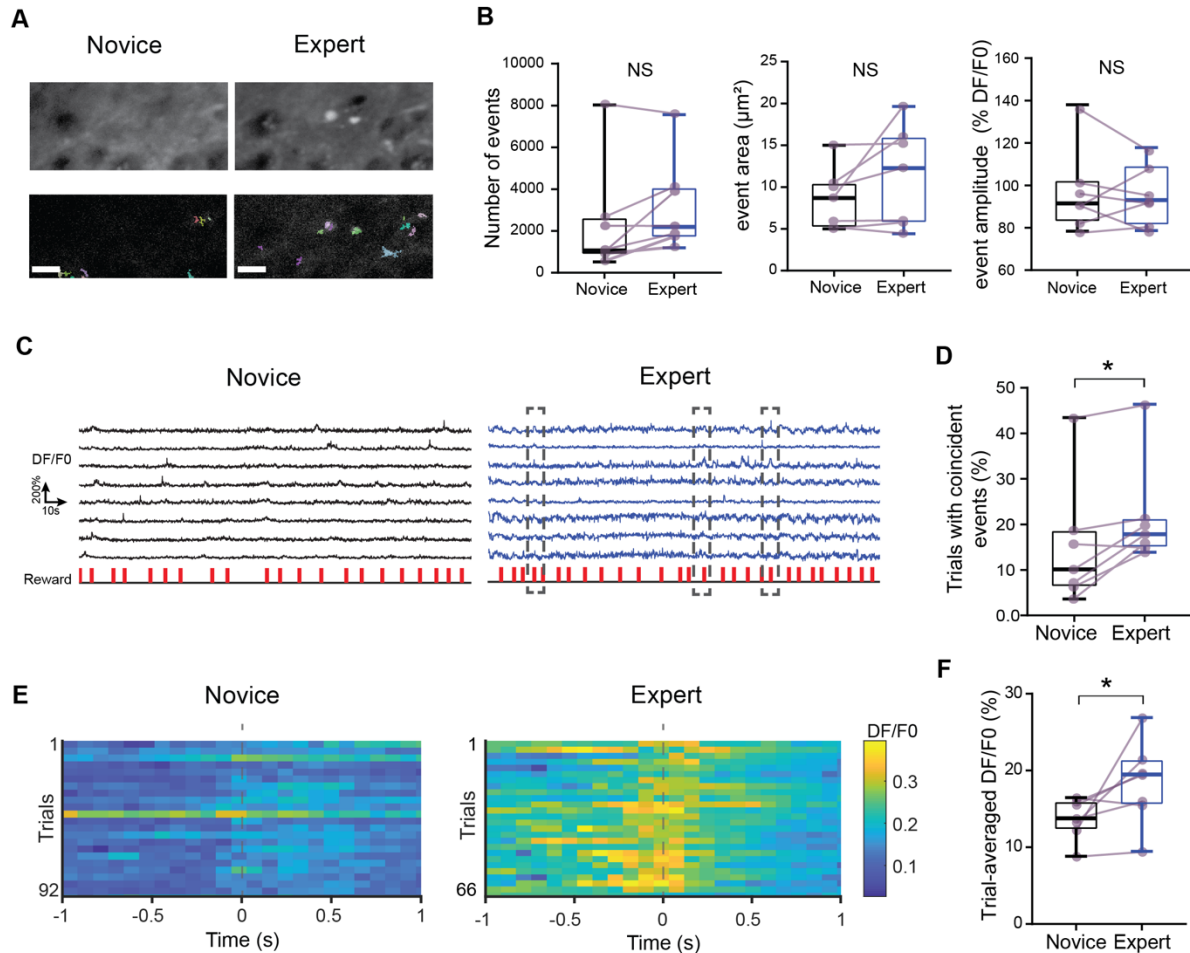 A
Novice
Expert
B
Number of events
10000
8000
6000
4000
2000
0
NS
Novice
Expert
event area (µm²)
25
20
15
10
5
0
NS
Novice
Expert
event amplitude (% DF/F0)
160
140
120
100
80
60
NS
Novice
Expert
C
Novice
Expert
DF/F0
200%
10s
Reward
D
Trials with coincident
events (%)
50
40
30
20
10
0.0
*
Novice
Expert
E
Novice
Expert
Trials
1
92
-1
-0.5
0
0.5
1
Time (s)
Trials
1
66
-1
-0.5
0
0.5
1
Time (s)
DF/F0
0.3
0.2
0.1
F
Trial-averaged DF/F0 (%)
30
20
10
0
*
Novice
Expert